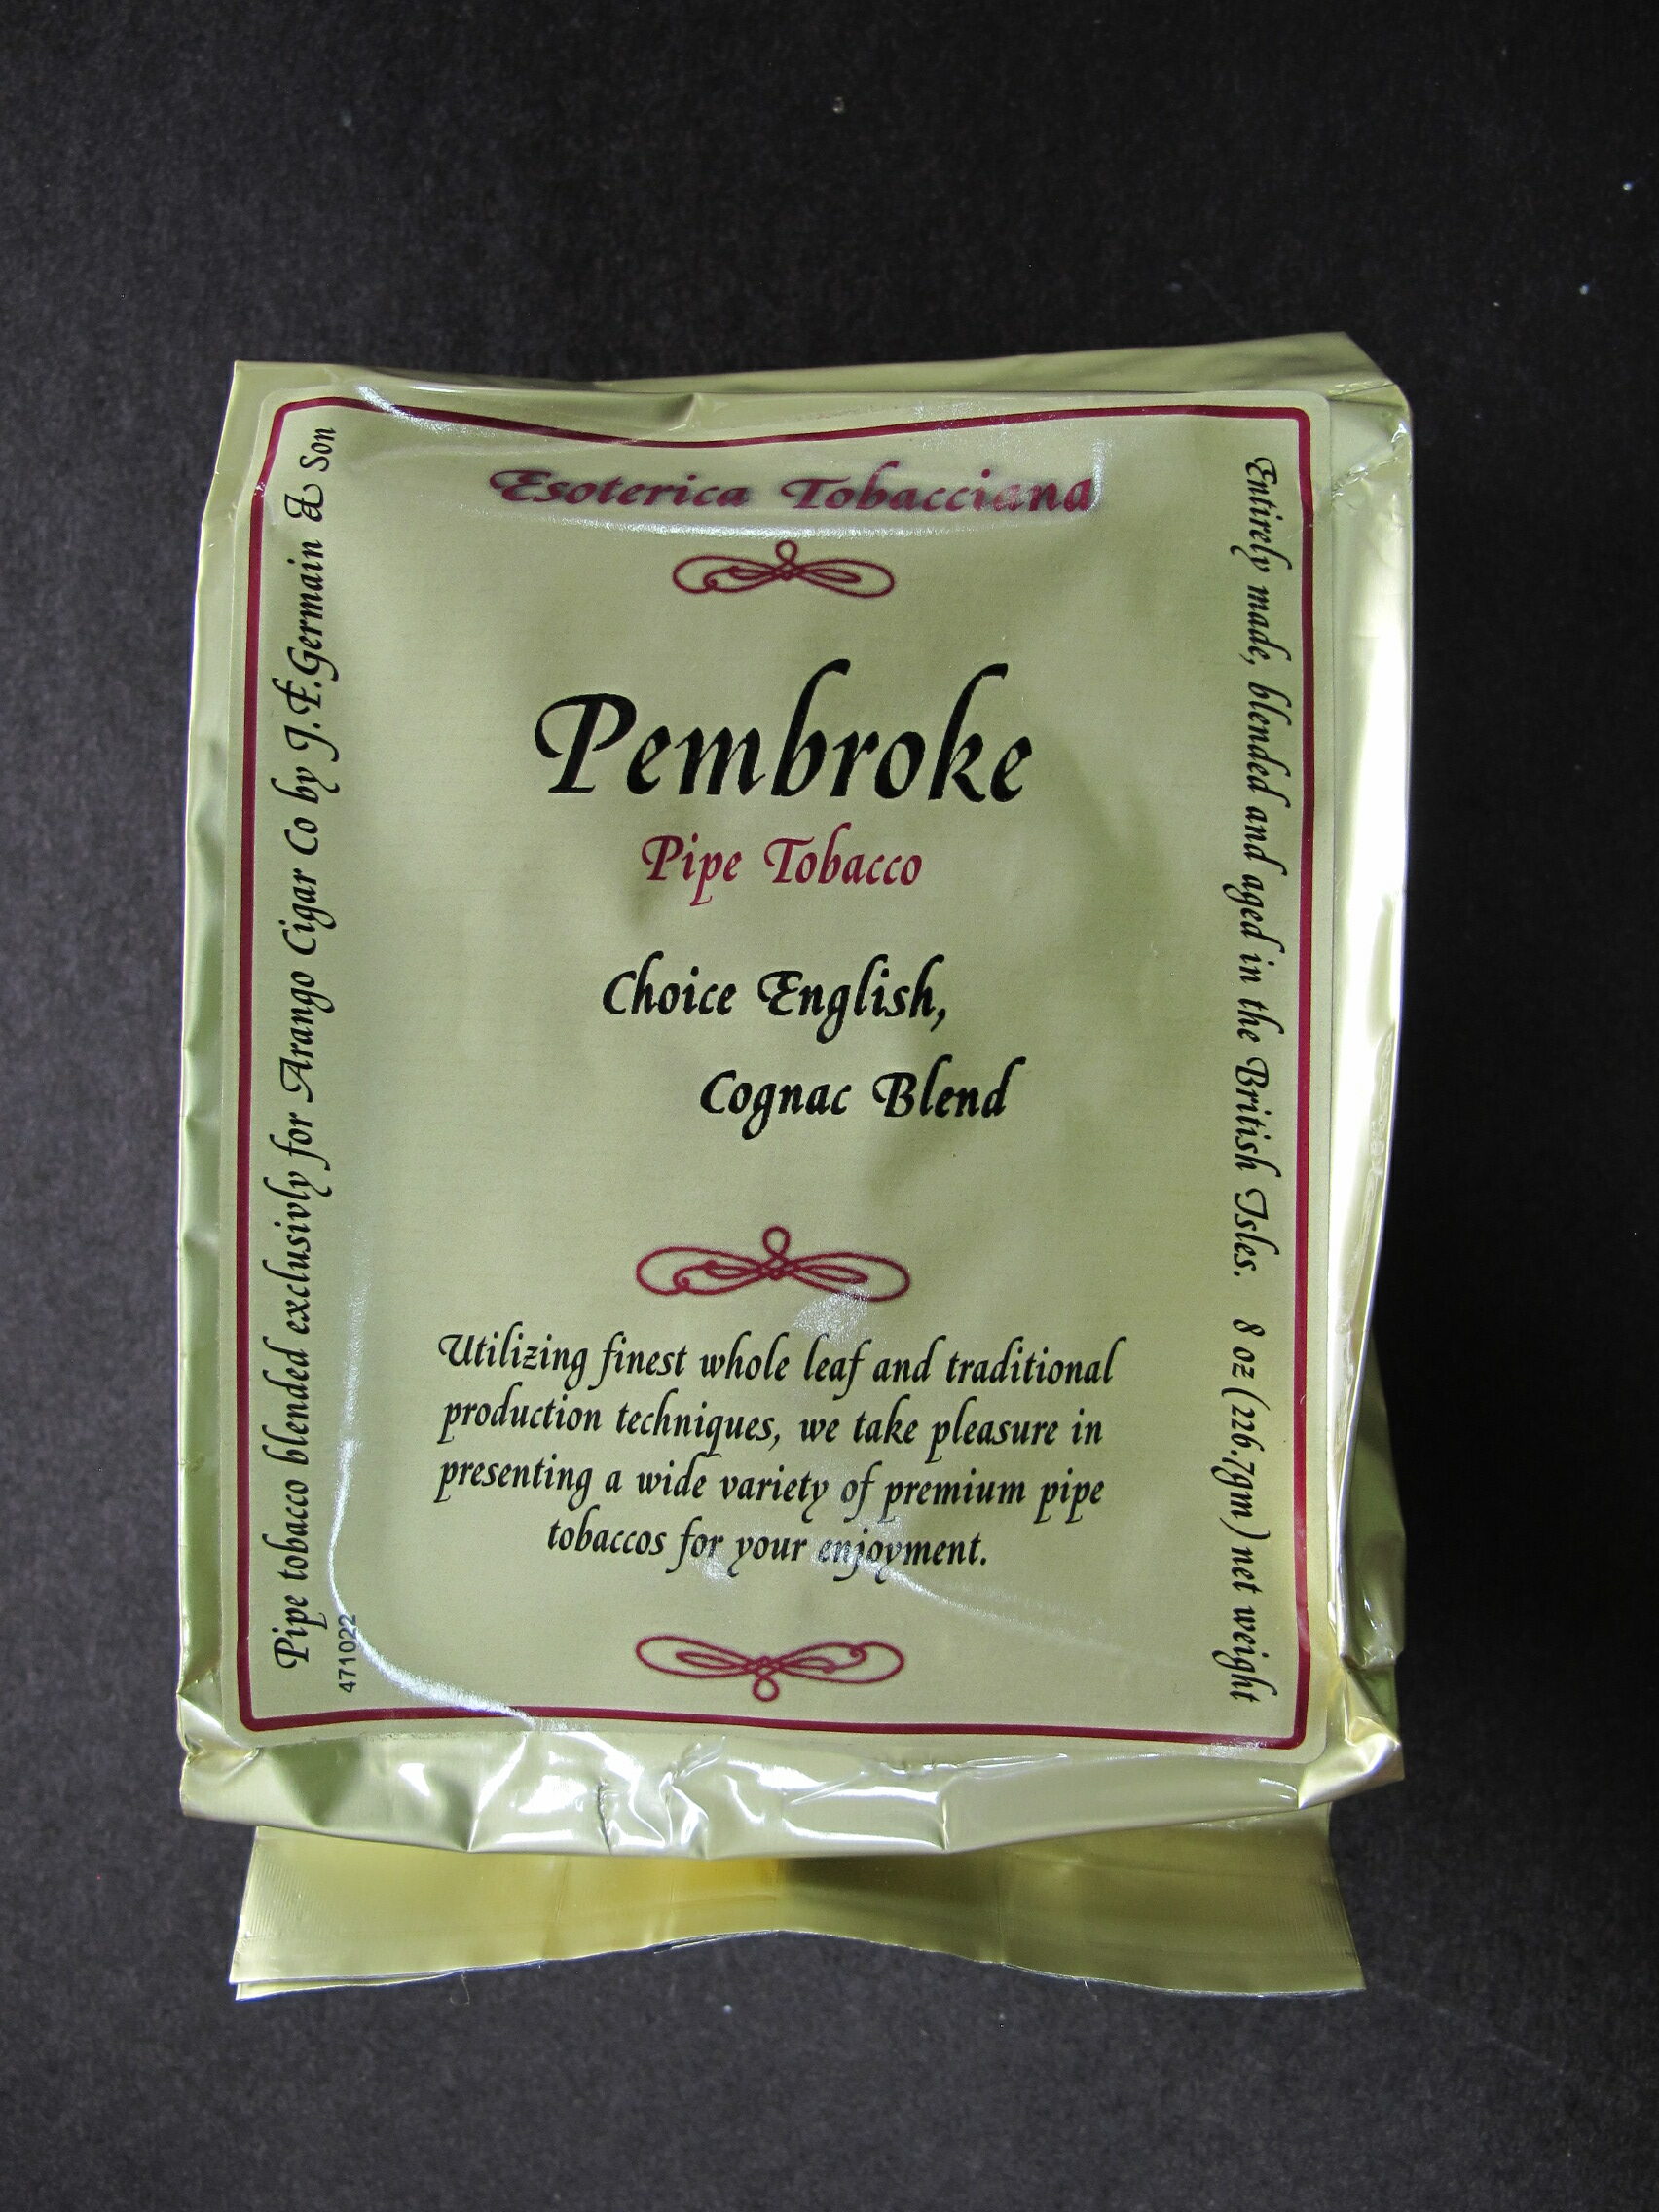 Esoterica Tobacciana
Pembroke
Pipe Tobacco
Choice English,
Cognac Blend
Utilizing finest whole leaf and traditional
production techniques, we take pleasure in
presenting a wide variety of premium pipe
tobaccos for your enjoyment.
Pipe tobacco blended exclusivly for Arango Cigar Co by J.F.Germain & Son
471022
Entirely made, blended and aged in the British Isles. 8 oz (226.7gm) net weight